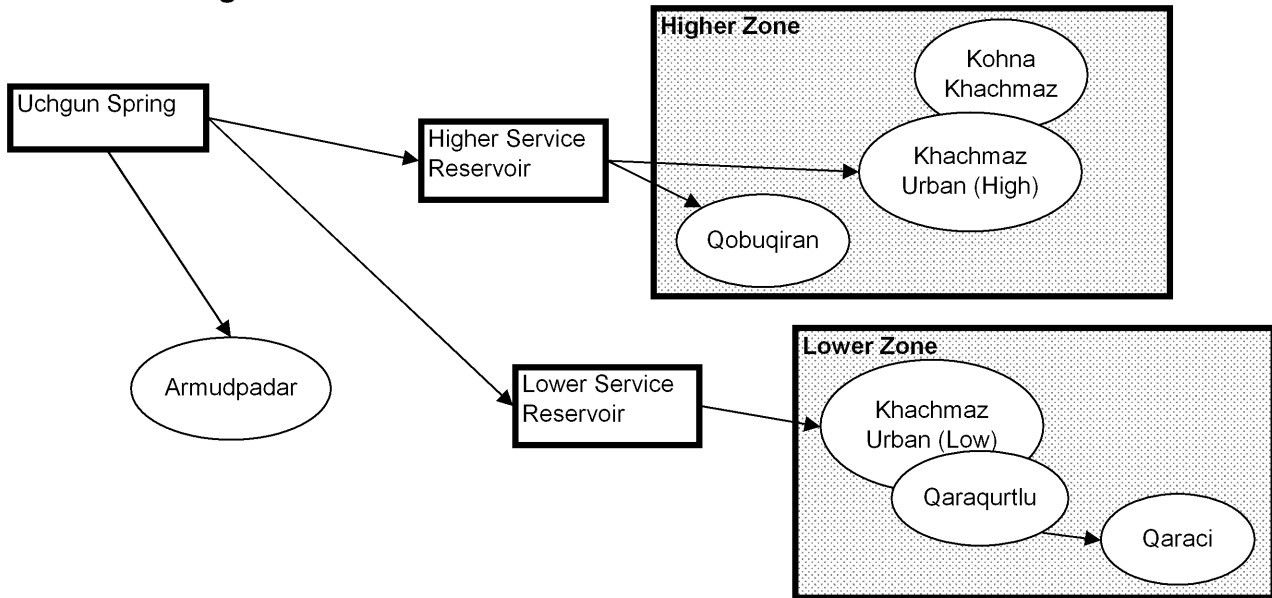 Higher Zone
Kohna
Khachmaz
Uchgun Spring
Higher Service
Reservoir
Khachmaz
Urban (High)
Qobuqiran
Lower Zone
Armudpadar
Lower Service
Reservoir
Khachmaz
Urban (Low)
Qaraqurtlu
Qaraci